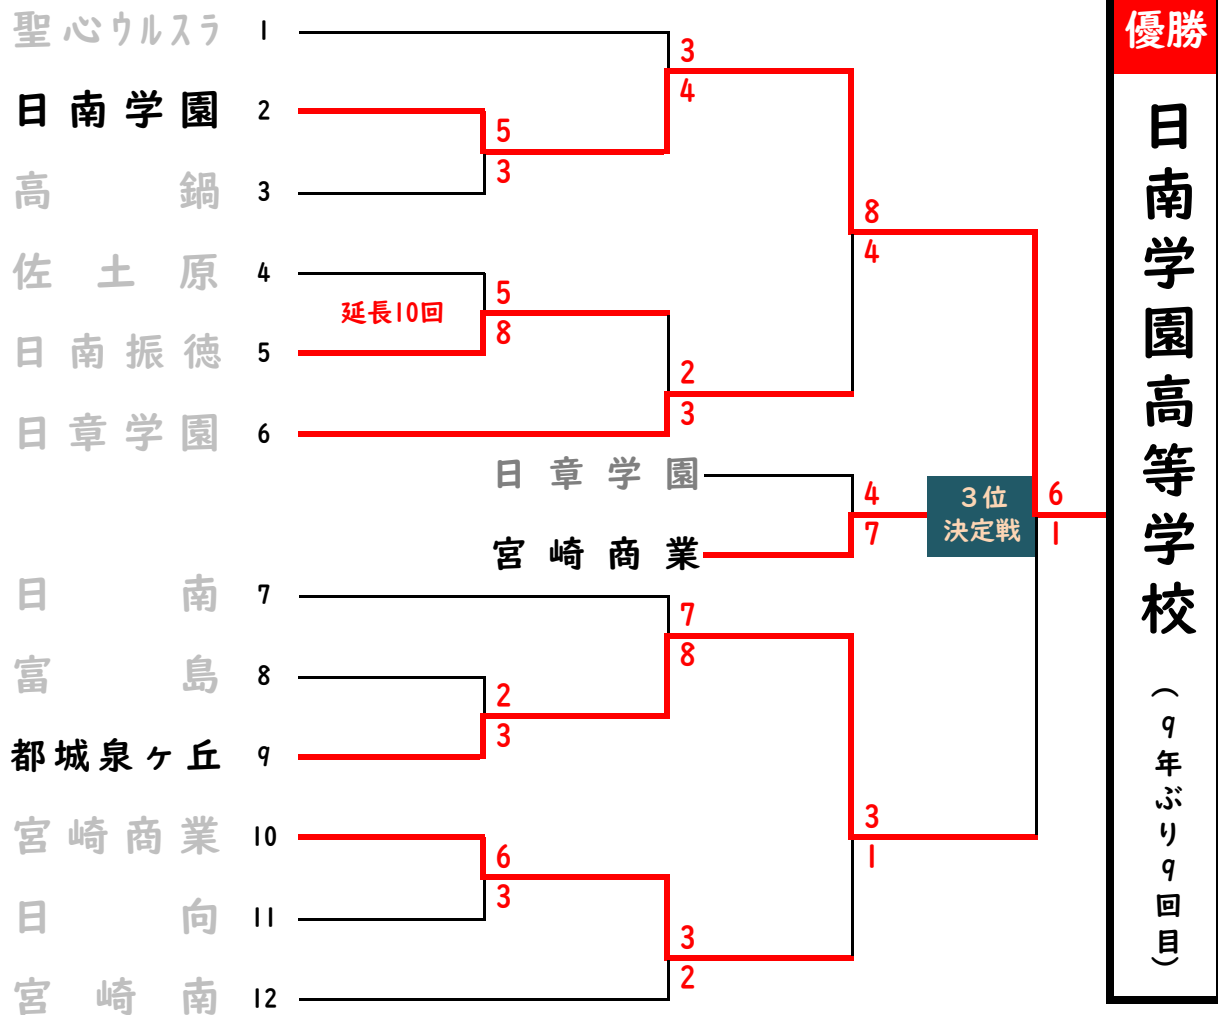 聖心ウルスラ 1
日南学園 2
高鍋 3
佐土原 4
日南振徳 5
日章学園 6
日南 7
富島 8
都城泉ヶ丘 9
宮崎商業 10
日向 11
宮崎南 12
5
3
延長10回
5
8
2
3
6
3
3
4
2
3
7
8
3
2
8
4
3
1
日章学園
宮崎商業
4
7
3位
決定戦
6
1
優勝
日南学園高等学校
(9年ぶり9回目)